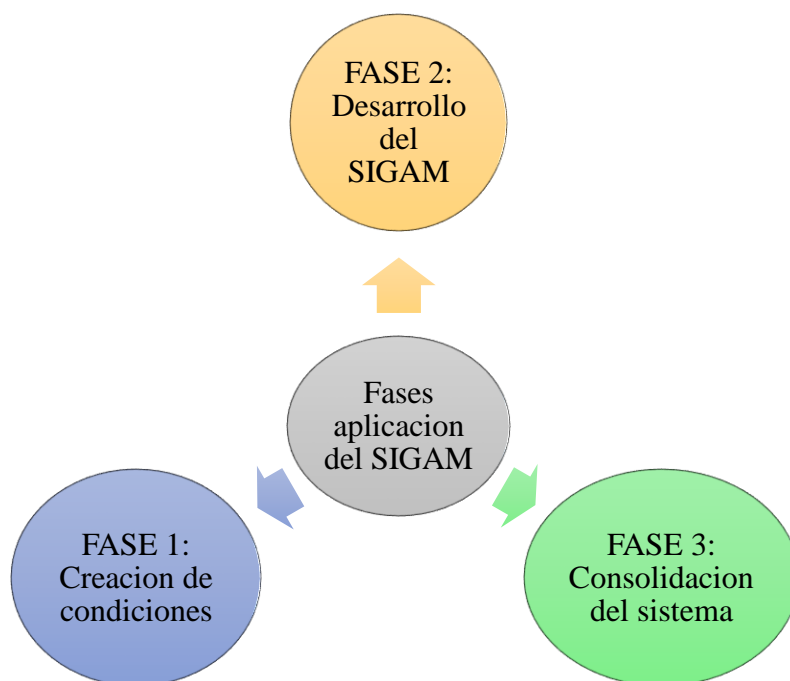 FASE 2:
Desarrollo
del
SIGAM
Fases
aplicacion
del SIGAM
FASE 1:
Creacion de
condiciones
FASE 3:
Consolidacion
del sistema